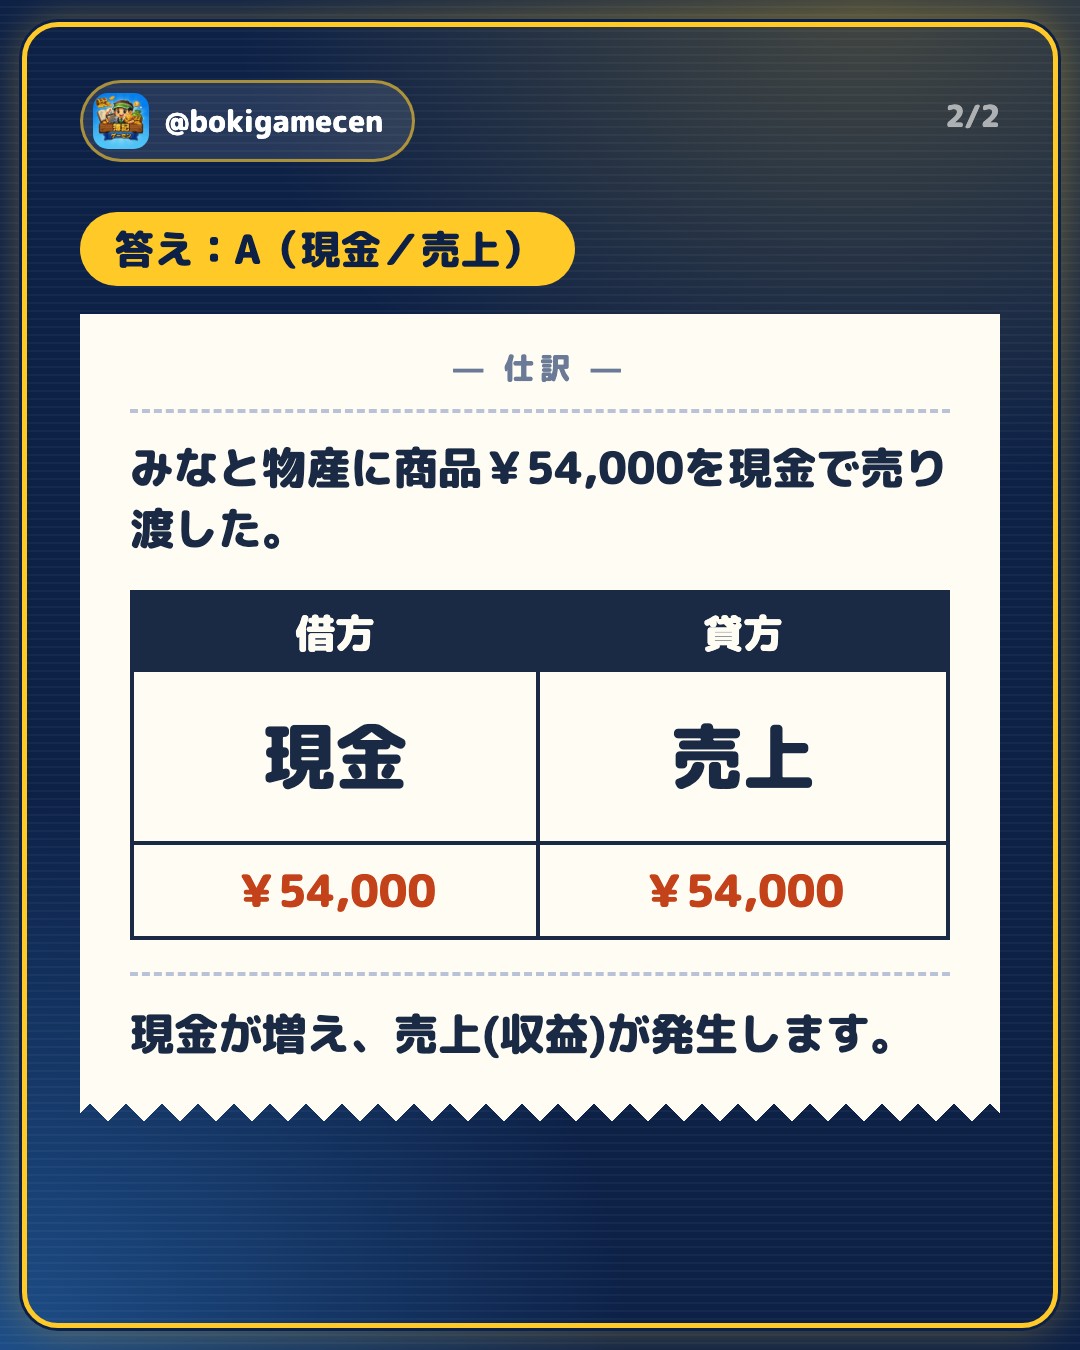 @bokigamecen
2/2
答え：A（現金／売上）
— 仕訳 —
みなと物産に商品￥54,000を現金で売り
渡した。
借方 貸方
現金 売上
￥54,000 ￥54,000
現金が増え、売上(収益)が発生します。